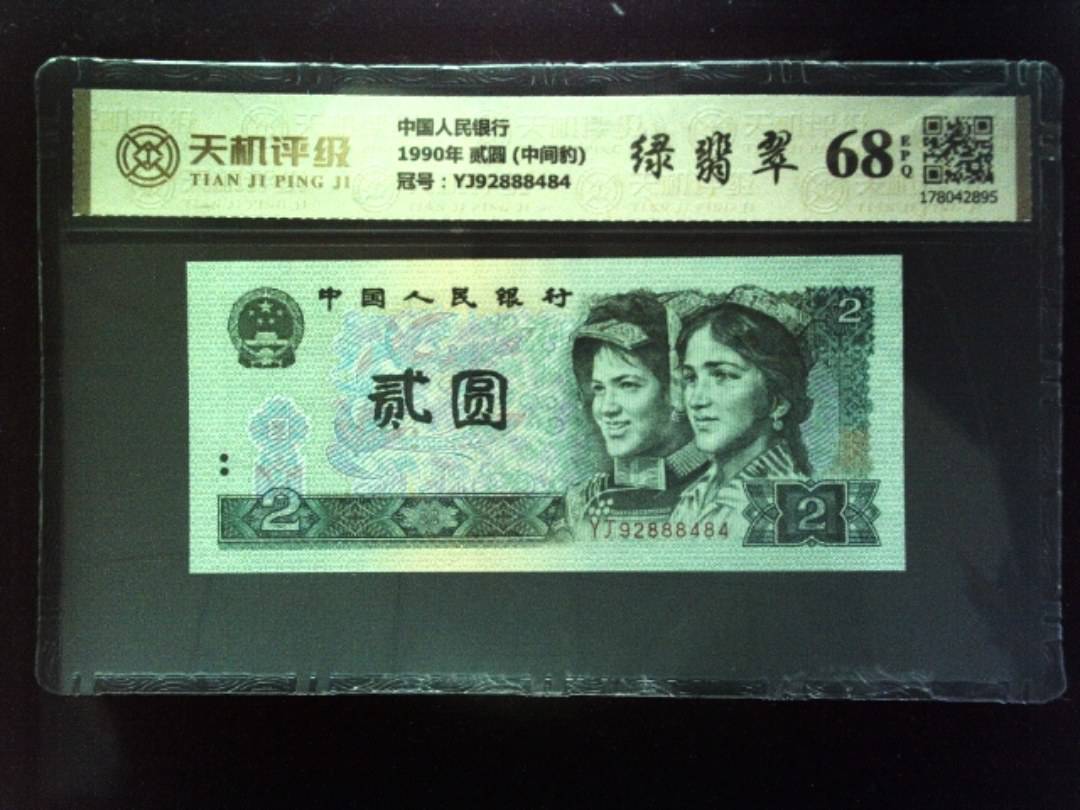 天机评级
TIAN JI PING JI
中国人民银行
1990年 贰圆 (中间豹)
冠号：YJ92888484
绿翡翠
68
EPQ
178042895
中国人民银行
2
贰圆
2
YJ92888484
2